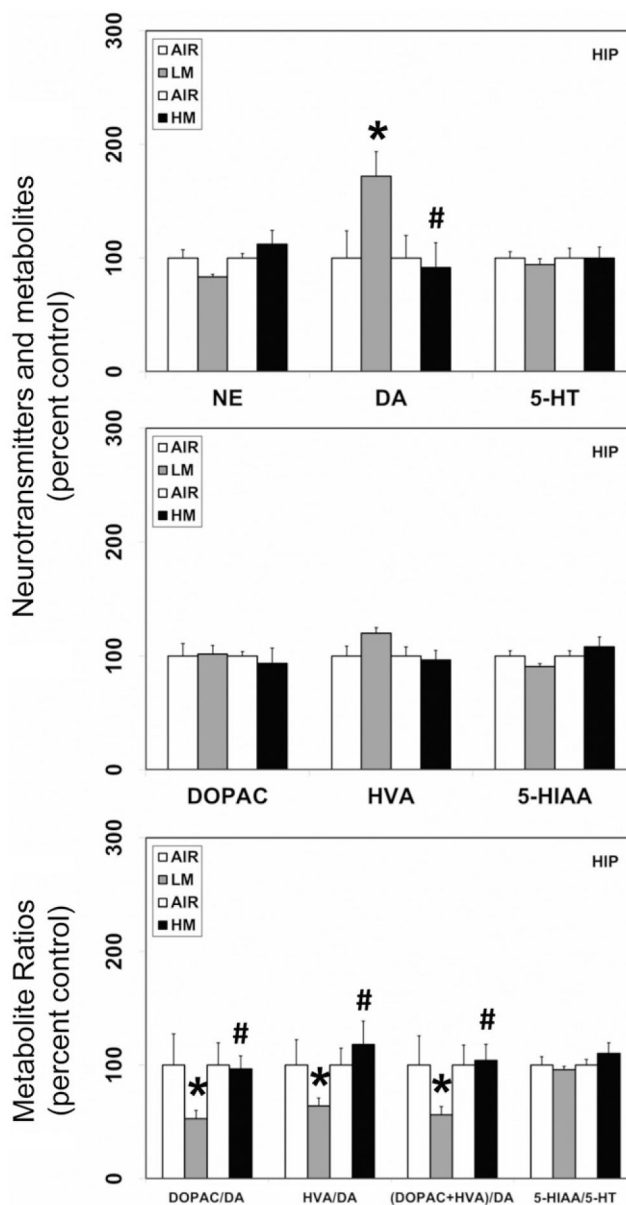 Neurotransmitters and metabolites
(percent control)
300
200
100
0
AIR
LM
AIR
HM
HIP
*
#
NE DA 5-HT
300
200
100
0
AIR
LM
AIR
HM
HIP
DOPAC HVA 5-HIAA
Metabolite Ratios
(percent control)
300
200
100
0
AIR
LM
AIR
HM
HIP
* # * # * #
DOPAC/DA HVA/DA (DOPAC+HVA)/DA 5-HIAA/5-HT